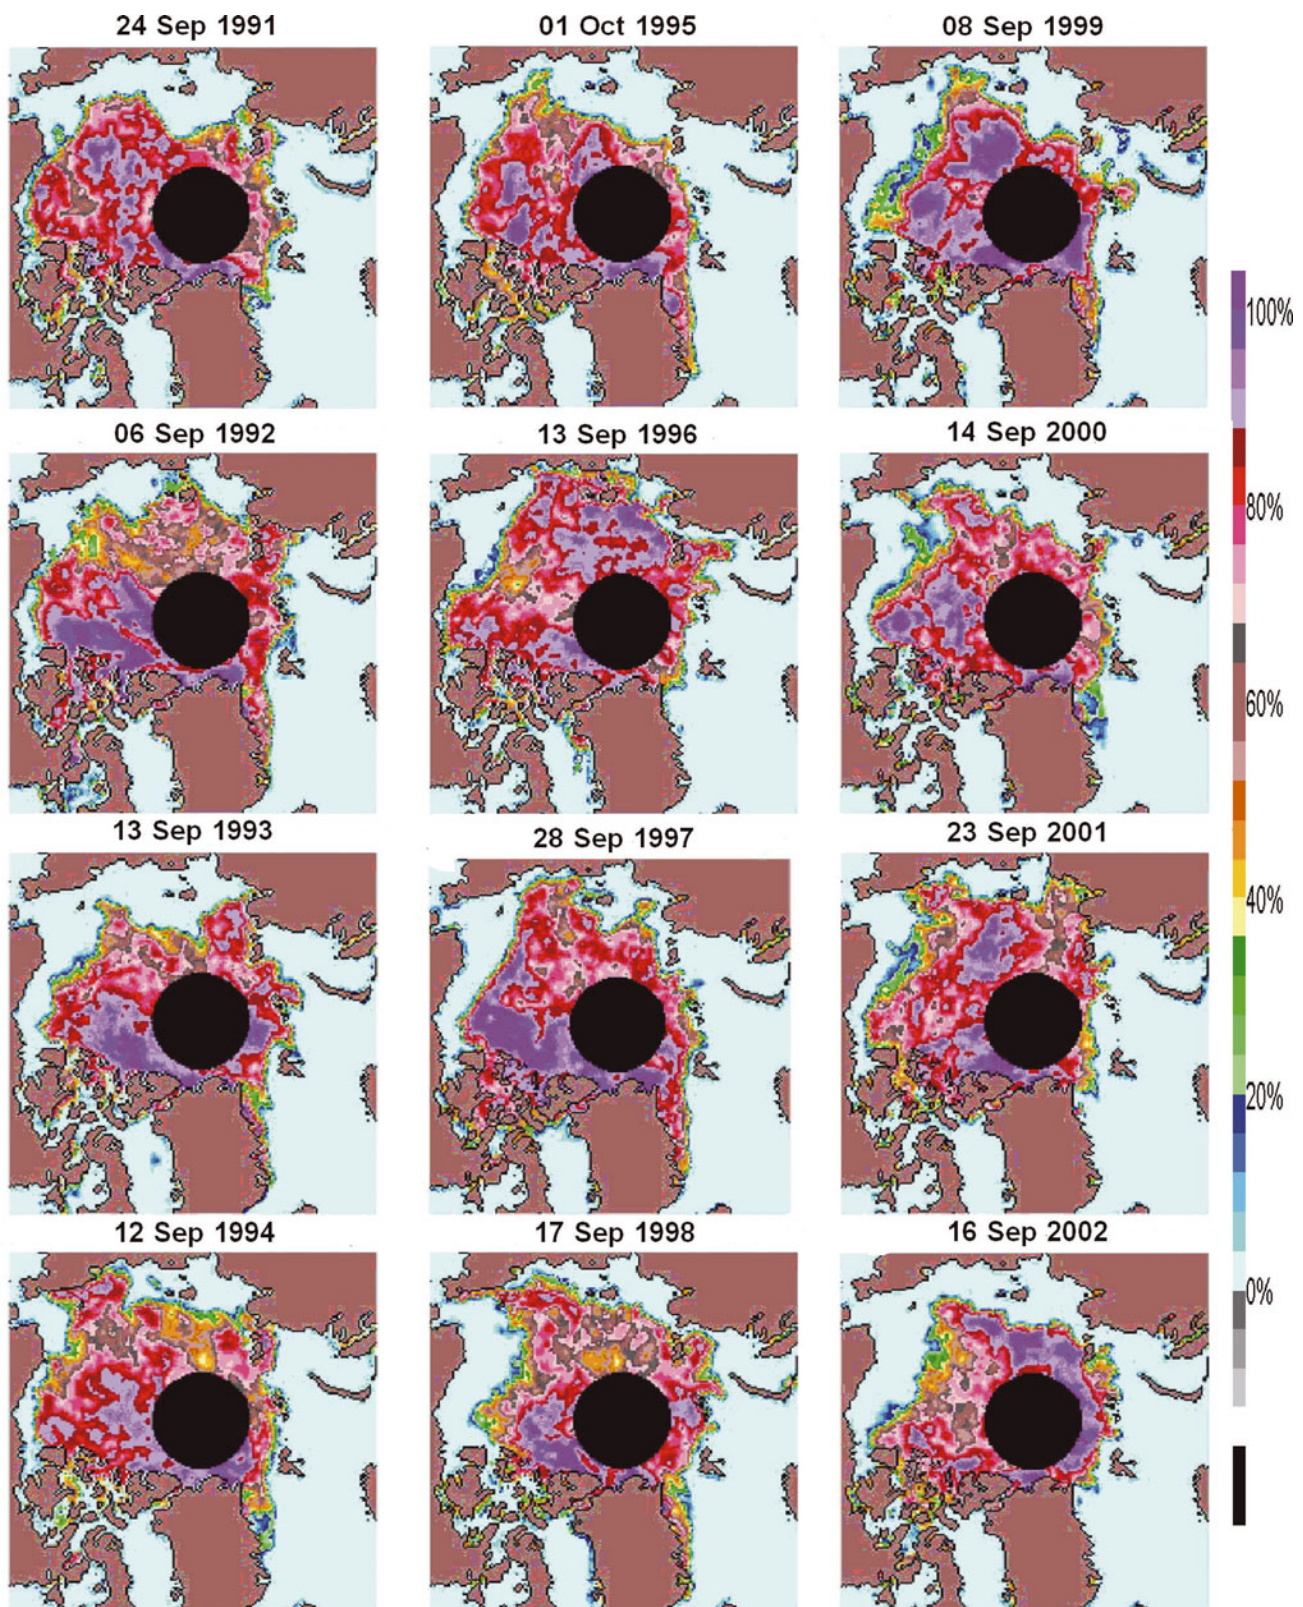 24 Sep 1991
01 Oct 1995
08 Sep 1999
06 Sep 1992
13 Sep 1996
14 Sep 2000
13 Sep 1993
28 Sep 1997
23 Sep 2001
12 Sep 1994
17 Sep 1998
16 Sep 2002
100%
80%
60%
40%
20%
0%